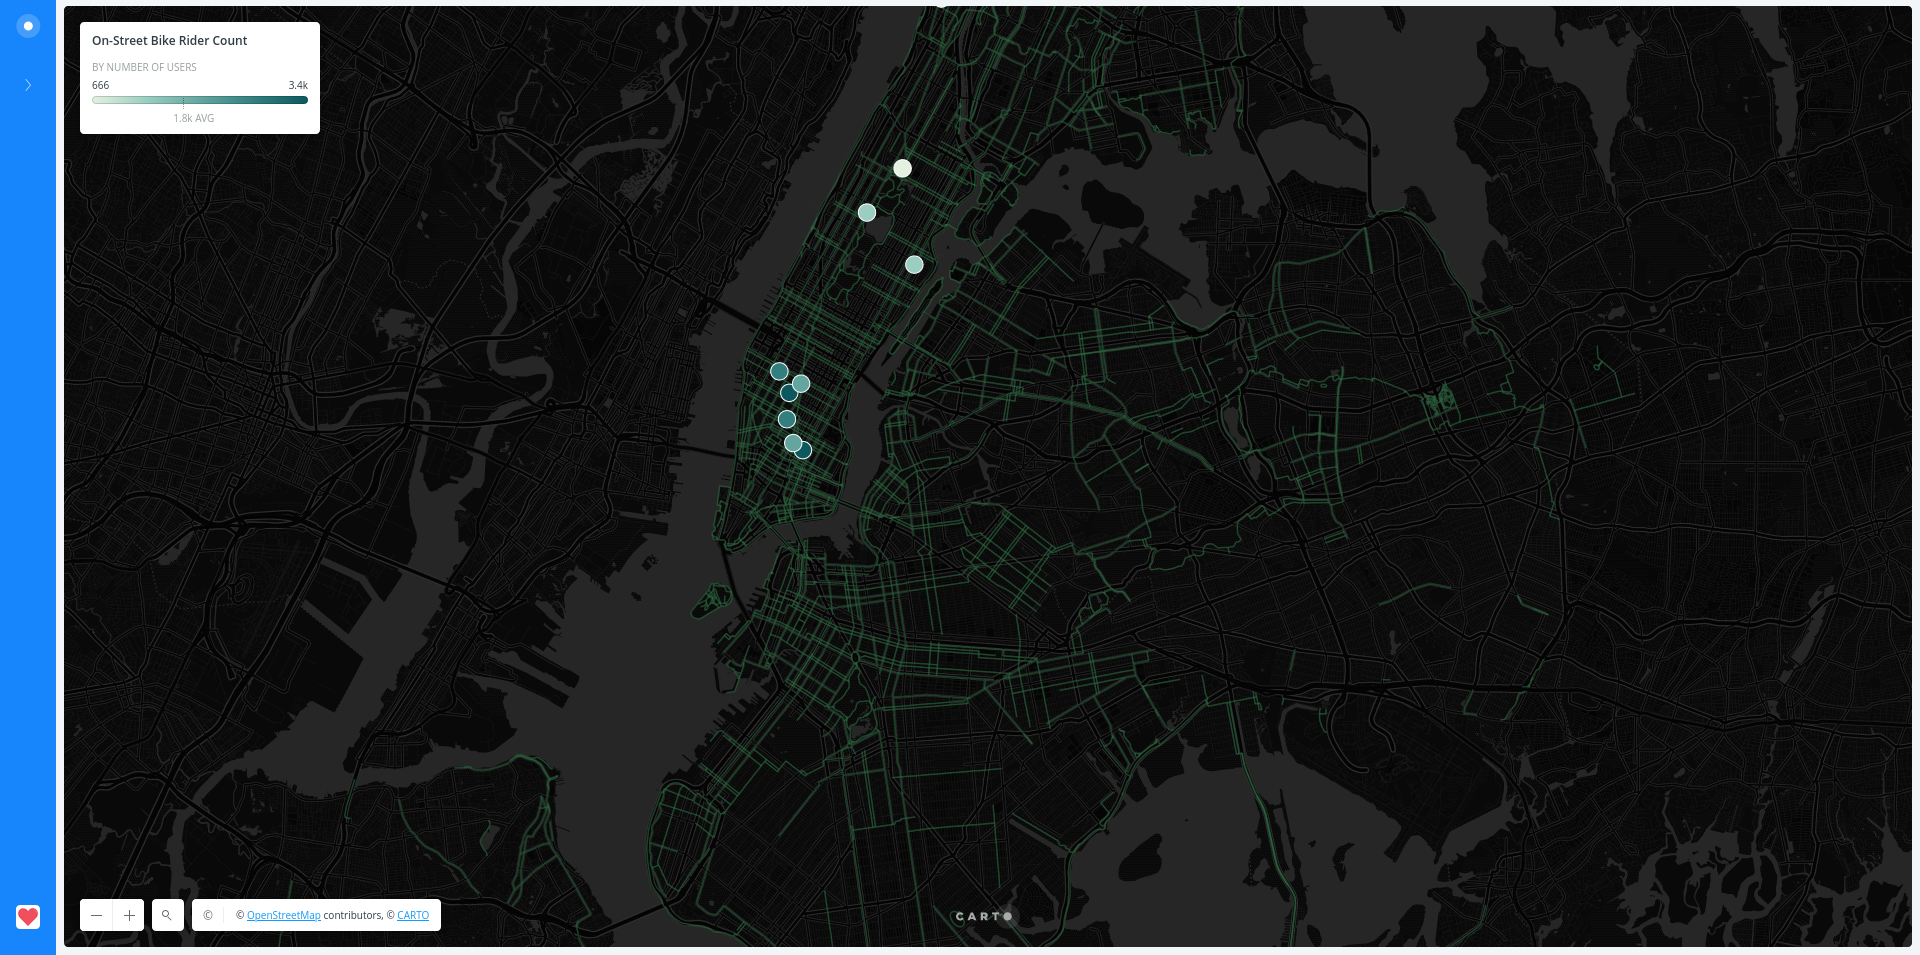 On-Street Bike Rider Count
BY NUMBER OF USERS
666 3.4k
1.8k AVG
© © OpenStreetMap contributors, © CARTO
CARTO